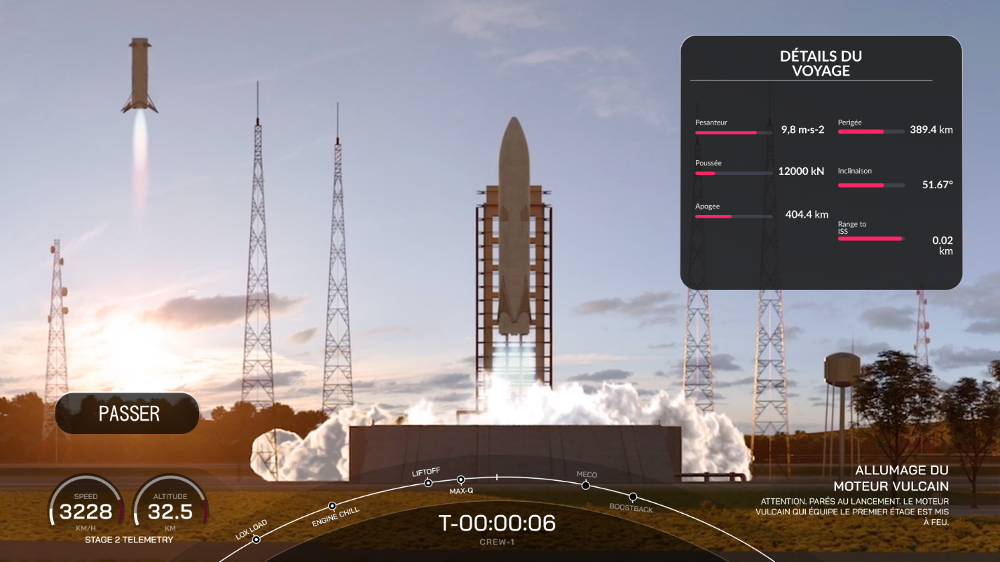 DÉTAILS DU
VOYAGE
Pesanteur
9,8 m·s-2
Perigée
389.4 km
Poussée
12000 kN
Inclinaison
51.67°
Apogee
404.4 km
Range to
ISS
0.02
km
PASSER
SPEED
3228
KM/H
ALTITUDE
32.5
KM
STAGE 2 TELEMETRY
LOX LOAD
ENGINE CHILL
LIFTOFF
MAX-Q
MECO
BOOSTBACK
T-00:00:06
CREW-1
ALLUMAGE DU
MOTEUR VULCAIN
ATTENTION. PARÉS AU LANCEMENT. LE MOTEUR
VULCAIN QUI ÉQUIPE LE PREMIER ÉTAGE EST MIS
À FEU.